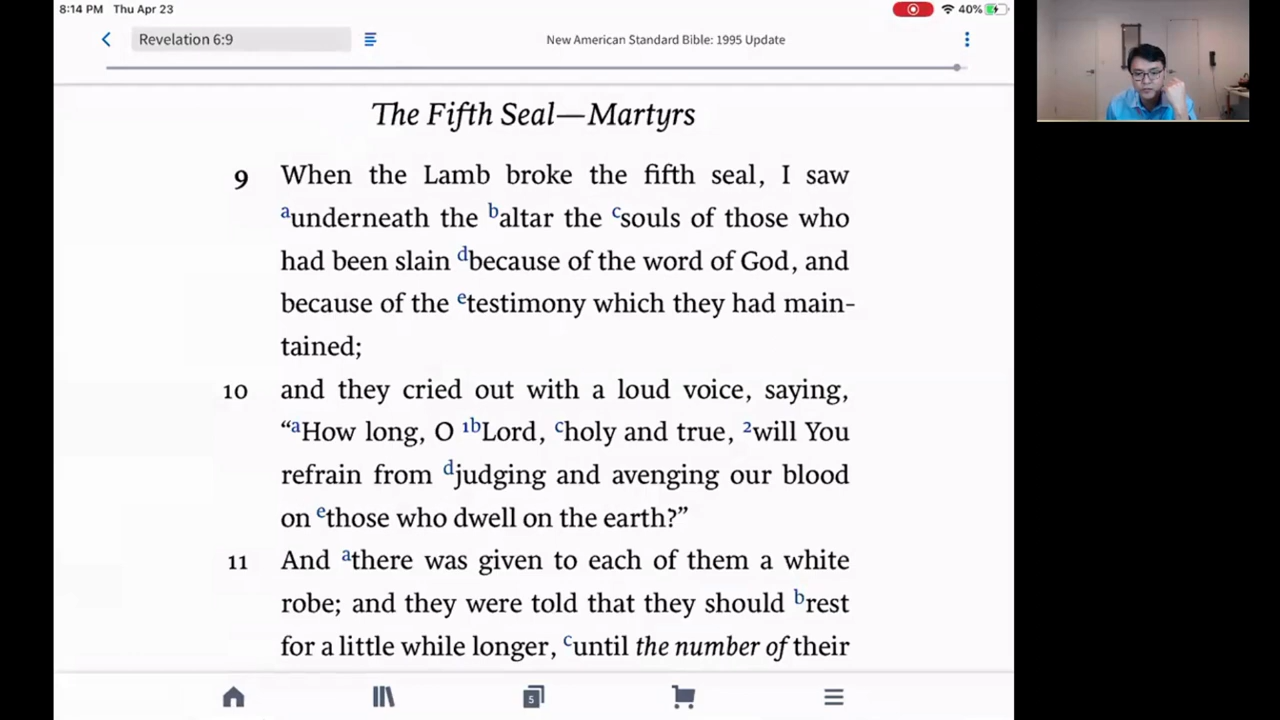 8:14 PM Thu Apr 23 40%
Revelation 6:9 New American Standard Bible: 1995 Update
The Fifth Seal—Martyrs
9 When the Lamb broke the fifth seal, I saw
aunderneath the baltar the csouls of those who
had been slain dbecause of the word of God, and
because of the etestimony which they had main-
tained;
10 and they cried out with a loud voice, saying,
“aHow long, O 1bLord, choly and true, 2will You
refrain from djudging and avenging our blood
on ethose who dwell on the earth?”
11 And athere was given to each of them a white
robe; and they were told that they should brest
for a little while longer, cuntil the number of their
5